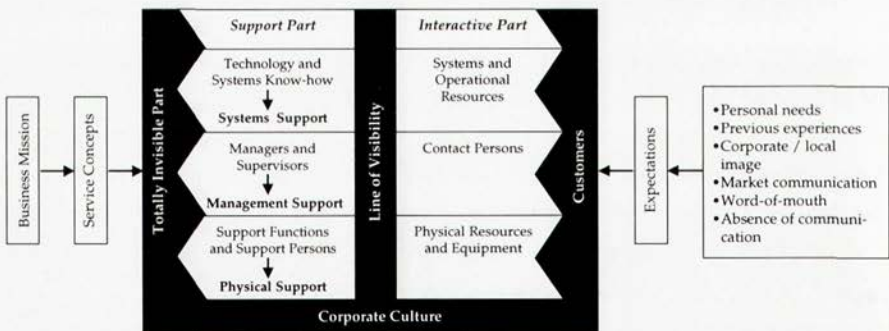 Business Mission
Service Concepts
Totally Invisible Part
Support Part
Technology and
Systems Know-how
Systems Support
Managers and
Supervisors
Management Support
Support Functions
and Support Persons
Physical Support
Line of Visibility
Interactive Part
Systems and
Operational
Resources
Contact Persons
Physical Resources
and Equipment
Customers
Corporate Culture
Expectations
•Personal needs
•Previous experiences
•Corporate / local
image
•Market communication
•Word-of-mouth
•Absence of communi-
cation